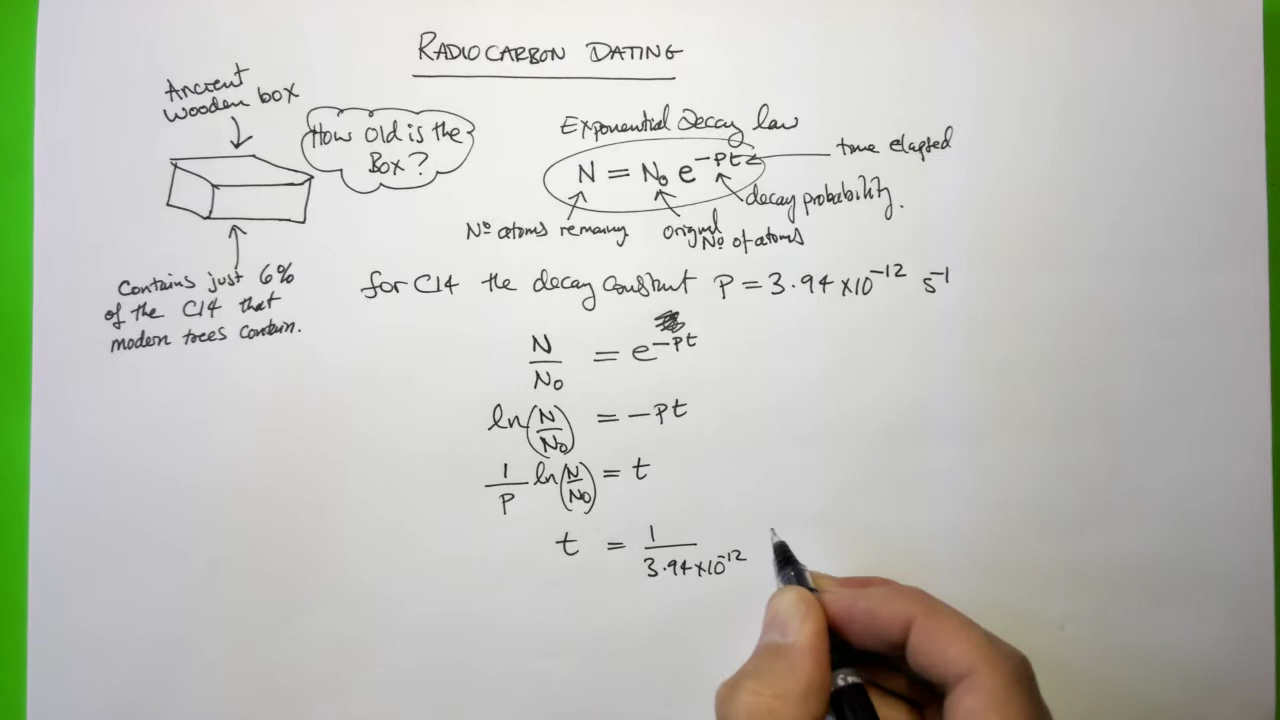 RADIOCARBON DATING
Ancient
wooden box
How old is the
Box?
Exponential Decay law
N = N₀ e^(-Pt)
time elapsed
decay probability.
Nº atoms remaining
original
Nº of atoms
Contains just 6%
of the C14 that
modern trees contain.
for C14 the decay constant P = 3.94 × 10^(-12) s^(-1)
N/N₀ = e^(-Pt)
ln(N/N₀) = -Pt
1/P ln(N/N₀) = t
t = 1/(3.94×10^(-12))